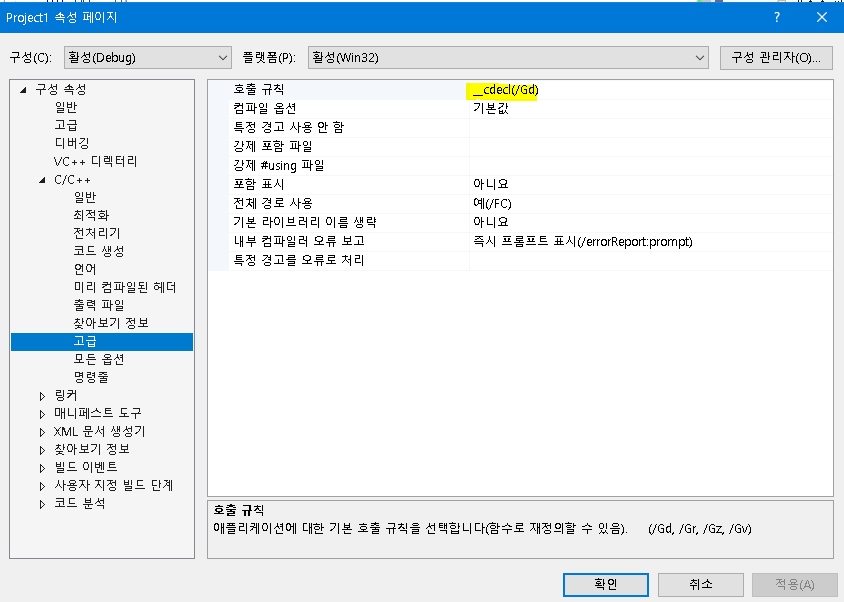 Project1 속성 페이지
구성(C): 활성(Debug) 플랫폼(P): 활성(Win32) 구성 관리자(O)...
구성 속성
일반
고급
디버깅
VC++ 디렉터리
C/C++
일반
최적화
전처리기
코드 생성
언어
미리 컴파일된 헤더
출력 파일
찾아보기 정보
고급
모든 옵션
명령줄
링커
매니페스트 도구
XML 문서 생성기
찾아보기 정보
빌드 이벤트
사용자 지정 빌드 단계
코드 분석
호출 규칙 __cdecl(/Gd)
컴파일 옵션 기본값
특정 경고 사용 안 함
강제 포함 파일
강제 #using 파일
포함 표시 아니요
전체 경로 사용 예(/FC)
기본 라이브러리 이름 생략 아니요
내부 컴파일러 오류 보고 즉시 프롬프트 표시(/errorReport:prompt)
특정 경고를 오류로 처리
호출 규칙
애플리케이션에 대한 기본 호출 규칙을 선택합니다(함수로 재정의할 수 있음). (/Gd, /Gr, /Gz, /Gv)
확인 취소 적용(A)